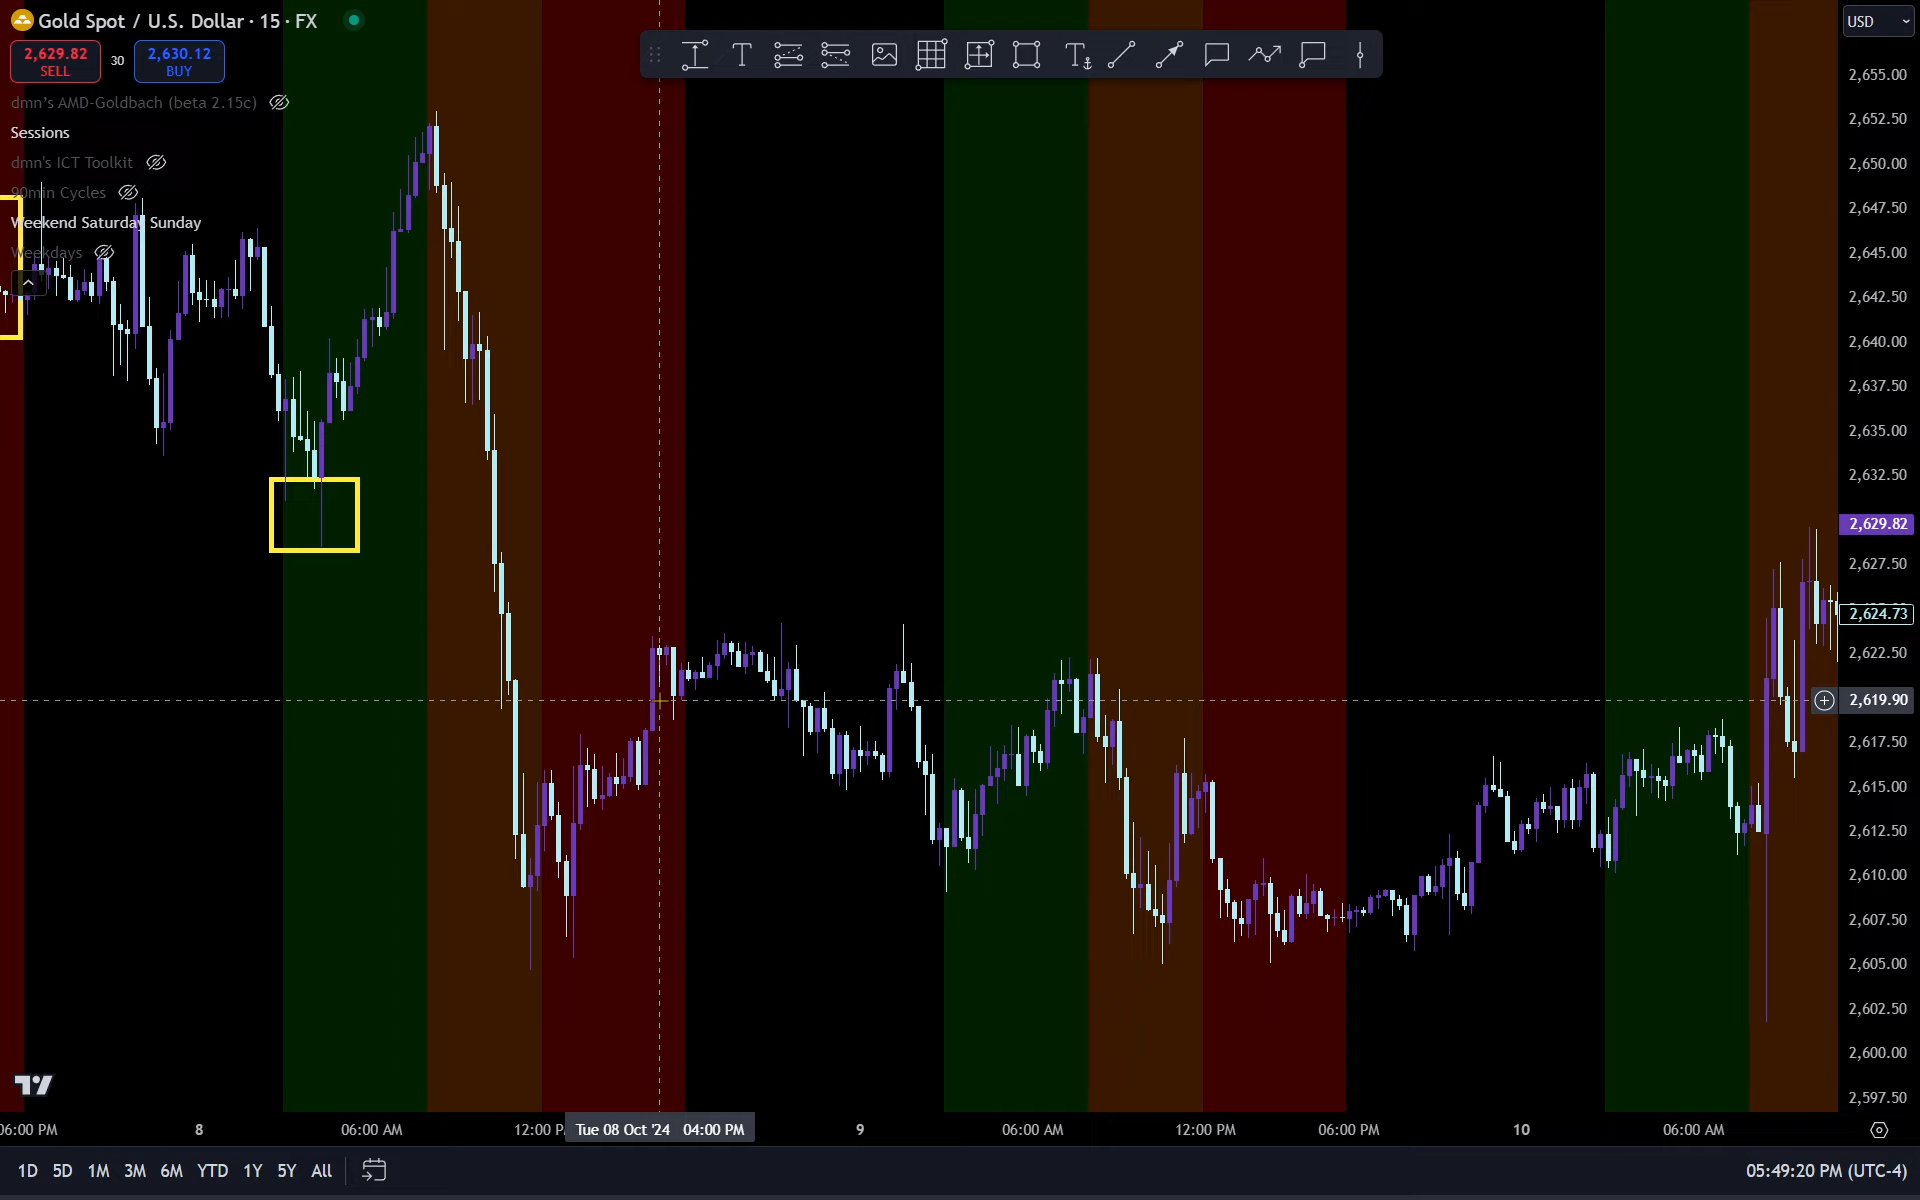 Gold Spot / U.S. Dollar · 15 · FX
2,629.82
SELL
30
2,630.12
BUY
dmn's AMD-Goldbach (beta 2.15c)
Sessions
dmn's ICT Toolkit
90min Cycles
Weekend Saturday Sunday
Weekdays
USD
2,655.00
2,652.50
2,650.00
2,647.50
2,645.00
2,642.50
2,640.00
2,637.50
2,635.00
2,632.50
2,629.82
2,627.50
2,624.73
2,622.50
2,619.90
2,617.50
2,615.00
2,612.50
2,610.00
2,607.50
2,605.00
2,602.50
2,600.00
2,597.50
06:00 PM 8 06:00 AM 12:00 P Tue 08 Oct '24 04:00 PM 9 06:00 AM 12:00 PM 06:00 PM 10 06:00 AM
1D 5D 1M 3M 6M YTD 1Y 5Y All
05:49:20 PM (UTC-4)